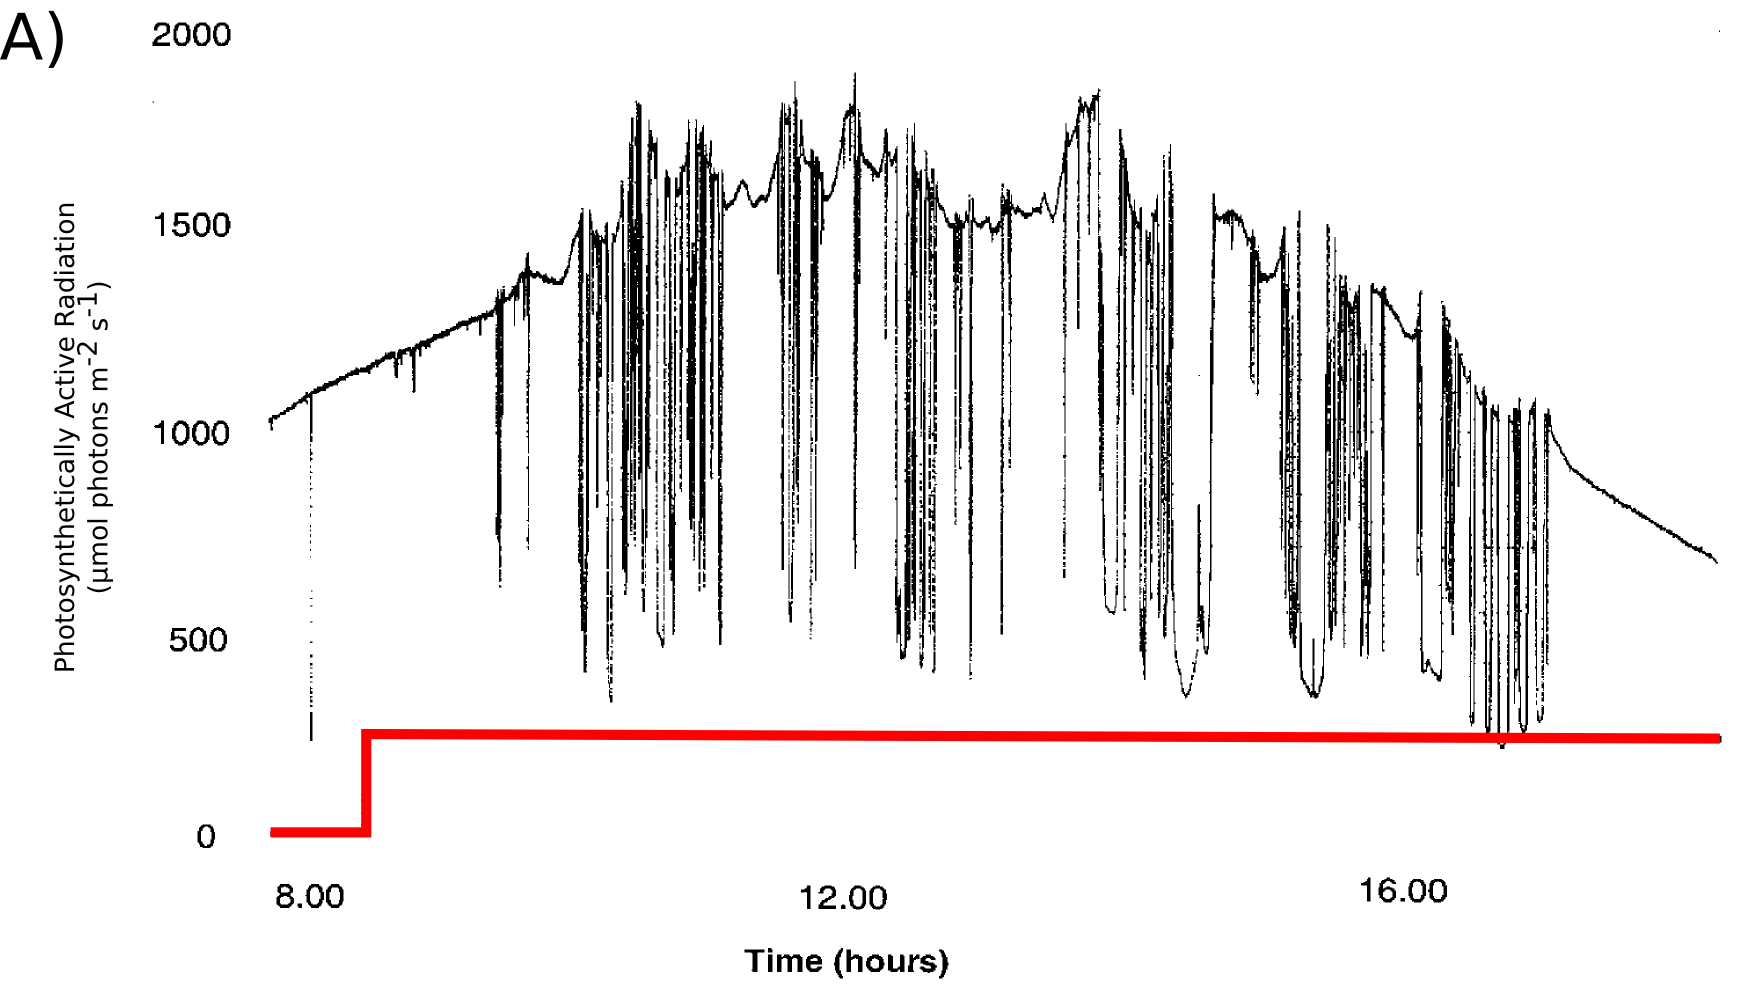 A)
2000
1500
1000
500
0
Photosynthetically Active Radiation
(µmol photons m-2 s-1)
8.00
12.00
16.00
Time (hours)